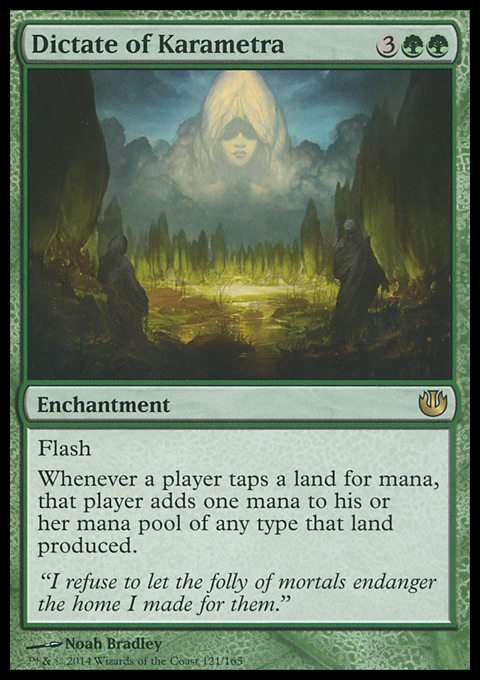 Dictate of Karametra 3
Enchantment
Flash
Whenever a player taps a land for mana,
that player adds one mana to his or
her mana pool of any type that land
produced.
“I refuse to let the folly of mortals endanger
the home I made for them.”
Noah Bradley
™ & © 2014 Wizards of the Coast 121/165